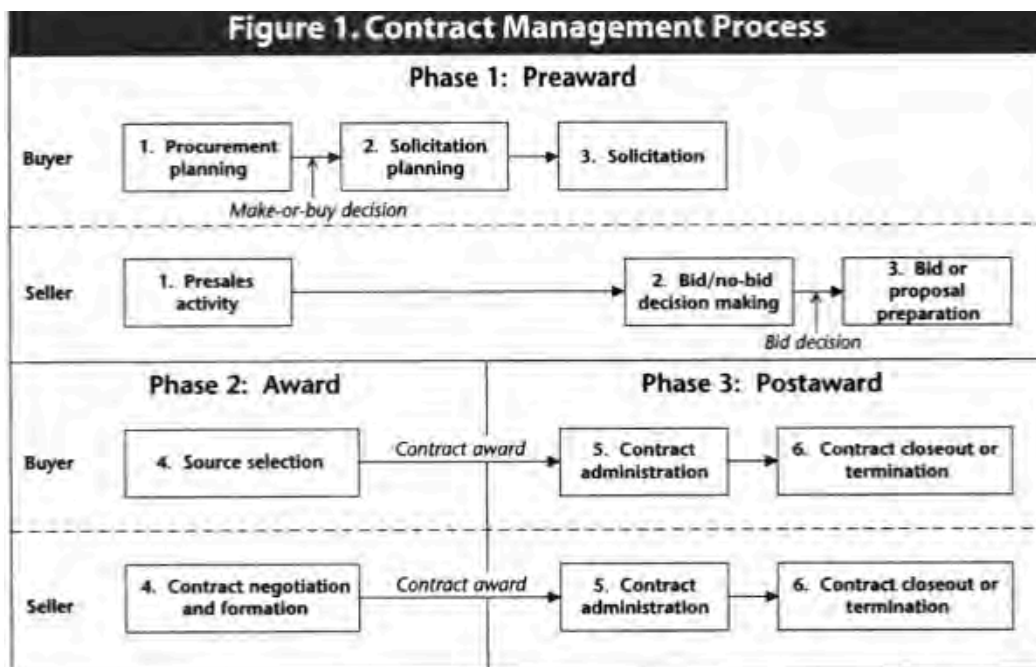 Figure 1. Contract Management Process
Phase 1: Preaward
Buyer
1. Procurement
planning
2. Solicitation
planning
3. Solicitation
Make-or-buy decision
Seller
1. Presales
activity
2. Bid/no-bid
decision making
3. Bid or
proposal
preparation
Bid decision
Phase 2: Award
Phase 3: Postaward
Buyer
4. Source selection
Contract award
5. Contract
administration
6. Contract closeout or
termination
Seller
4. Contract negotiation
and formation
Contract award
5. Contract
administration
6. Contract closeout or
termination